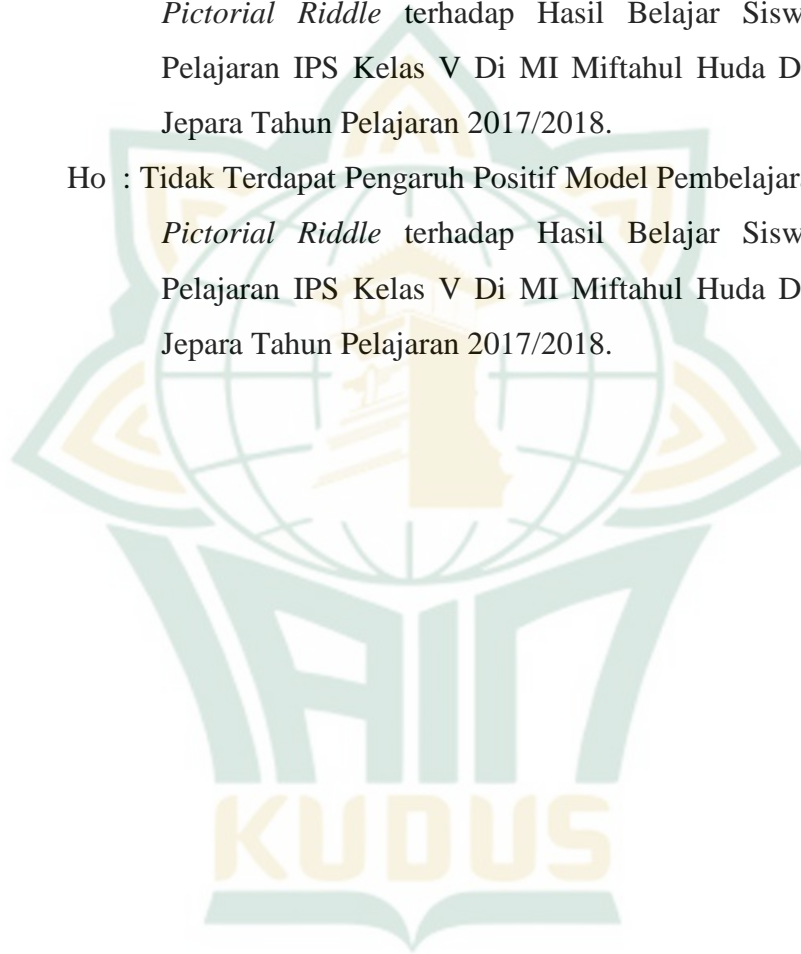 Pictorial Riddle terhadap Hasil Belajar
Pelajaran IPS Kelas V Di MI Miftahul Huda
Jepara Tahun Pelajaran 2017/2018.
Ho : Tidak Terdapat Pengaruh Positif Model
Pictorial Riddle terhadap Hasil Belajar
Pelajaran IPS Kelas V Di MI Miftahul Huda
Jepara Tahun Pelajaran 2017/2018.
IAIN
KUDUS